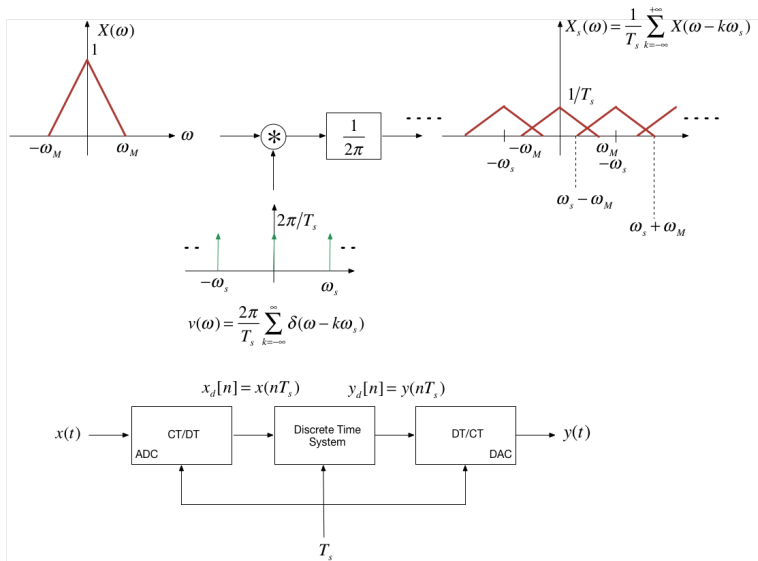 X(ω)
1
−ω_M ω_M ω
*
1/2π
X_s(ω) = 1/T_s ∑_{k=−∞}^{+∞} X(ω − kω_s)
1/T_s
−ω_s −ω_M ω_M −ω_s
ω_s − ω_M
ω_s + ω_M
2π/T_s
−ω_s ω_s
v(ω) = 2π/T_s ∑_{k=−∞}^{∞} δ(ω − kω_s)
x_d[n] = x(nT_s) y_d[n] = y(nT_s)
x(t) CT/DT Discrete Time System DT/CT y(t)
ADC DAC
T_s